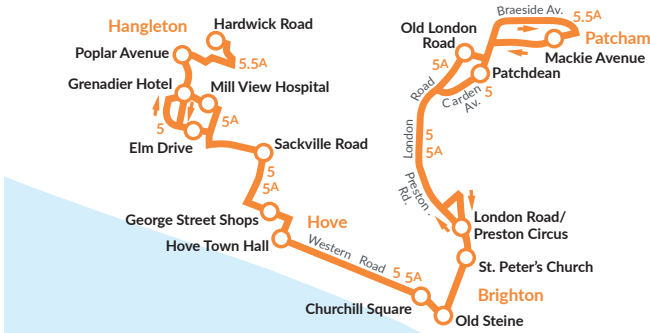 Braeside Av.
5.5A
Hangleton
Hardwick Road
Old London
Road
Patcham
Poplar Avenue
5.5A
5A
Mackie Avenue
Patchdean
Grenadier Hotel
Mill View Hospital
Road
Carden
Av.
5
5
5A
Elm Drive
Sackville Road
London
5
5A
5
5A
Preston .
Rd.
George Street Shops
Hove
London Road/
Preston Circus
Hove Town Hall
Western Road
5 5A
St. Peter's Church
Churchill Square
Brighton
Old Steine